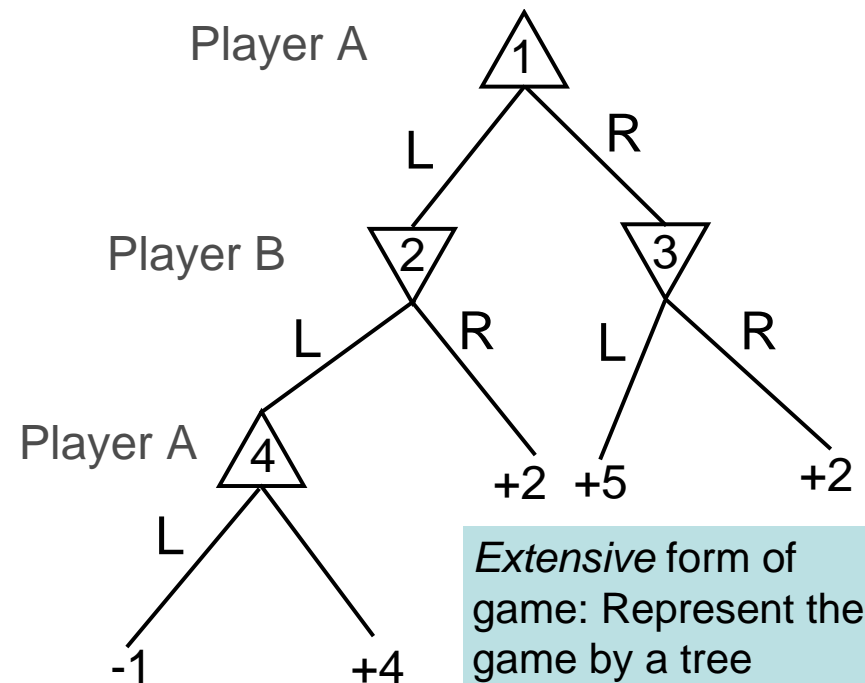 Player A
1
L
R
Player B
2
3
L
R
L
R
Player A
4
+2
+5
+2
L
-1
+4
Extensive form of
game: Represent the
game by a tree